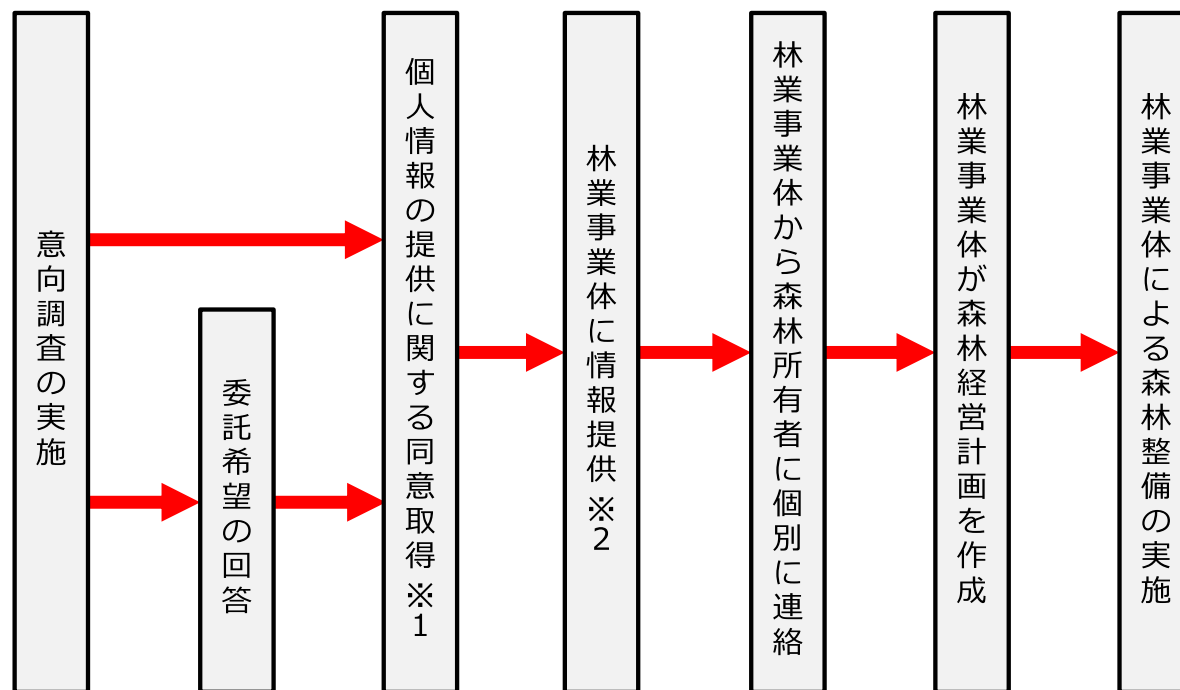 意向調査の実施
委託希望の回答
個人情報の提供に関する同意取得※1
林業事業体に情報提供※2
林業事業体から森林所有者に個別に連絡
林業事業体が森林経営計画を作成
林業事業体による森林整備の実施